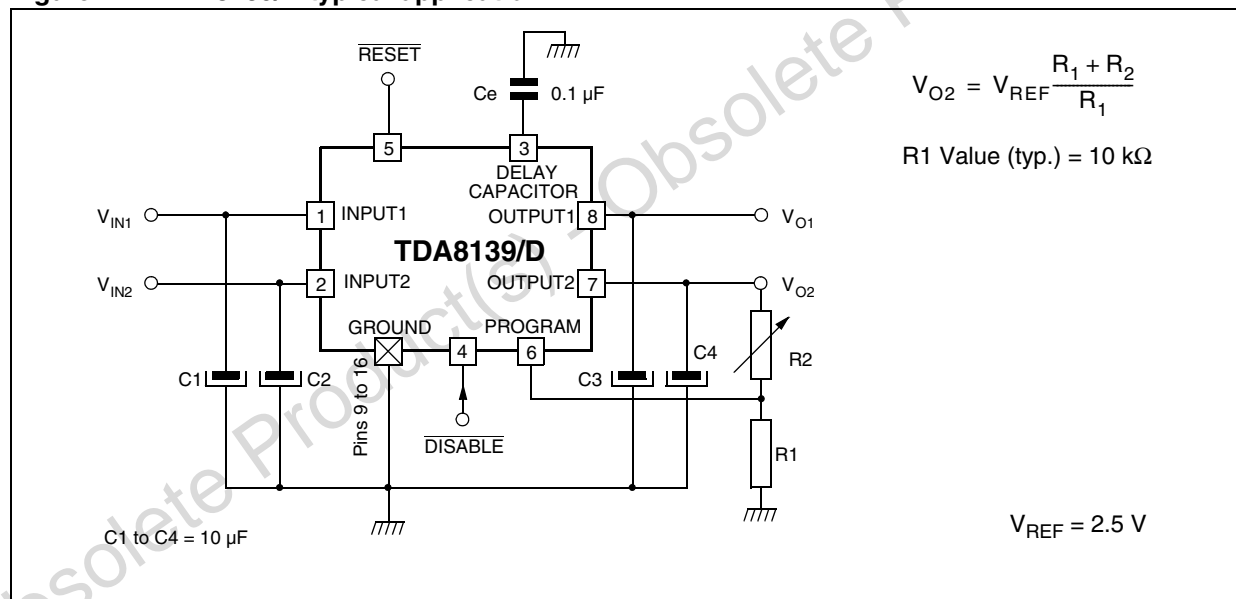 RESET
Ce
0.1 µF
5
3
DELAY
CAPACITOR
V_IN1
1
INPUT1
OUTPUT1
8
V_O1
TDA8139/D
V_IN2
2
INPUT2
OUTPUT2
7
V_O2
GROUND
PROGRAM
4
6
C1
C2
Pins 9 to 16
C3
C4
R2
DISABLE
R1
C1 to C4 = 10 µF
V_O2 = V_REF (R_1 + R_2) / R_1
R1 Value (typ.) = 10 kΩ
V_REF = 2.5 V
Obsolete Product(s) - Obsolete